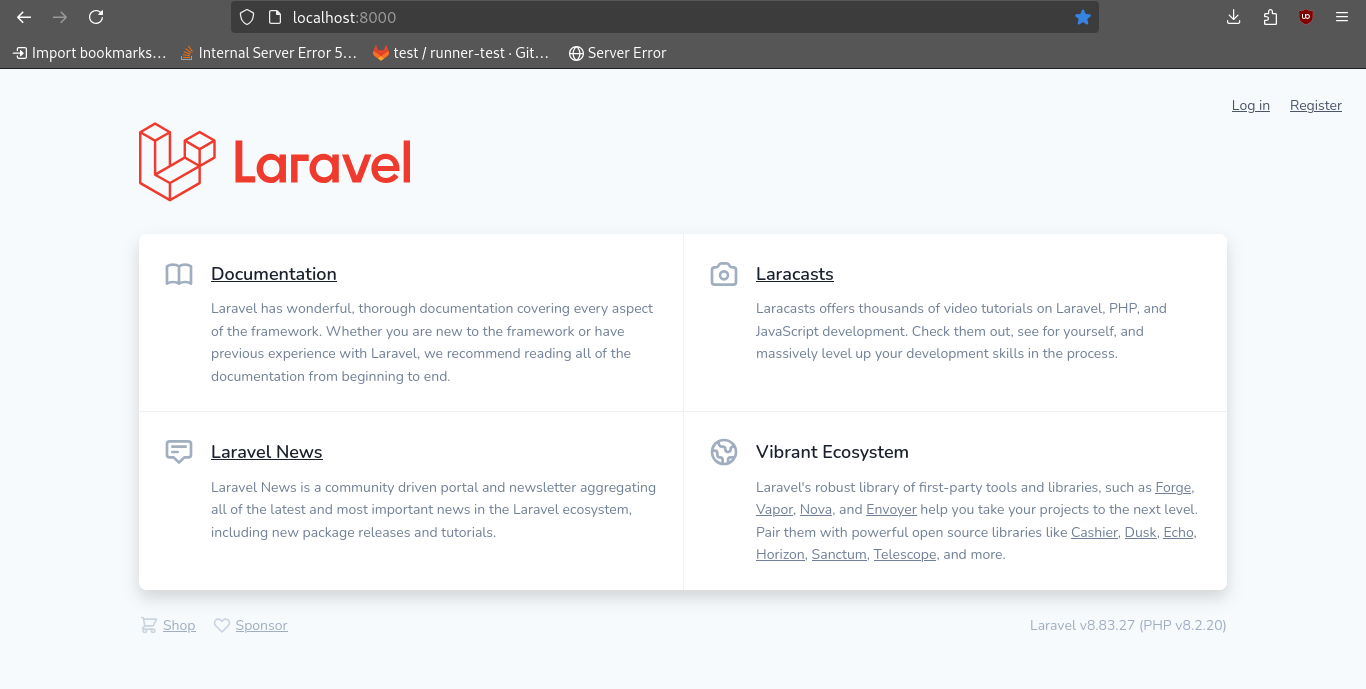 localhost:8000
Import bookmarks… Internal Server Error 5… test / runner-test · Git… Server Error
Log in Register
Laravel
Documentation
Laravel has wonderful, thorough documentation covering every aspect
of the framework. Whether you are new to the framework or have
previous experience with Laravel, we recommend reading all of the
documentation from beginning to end.
Laracasts
Laracasts offers thousands of video tutorials on Laravel, PHP, and
JavaScript development. Check them out, see for yourself, and
massively level up your development skills in the process.
Laravel News
Laravel News is a community driven portal and newsletter aggregating
all of the latest and most important news in the Laravel ecosystem,
including new package releases and tutorials.
Vibrant Ecosystem
Laravel's robust library of first-party tools and libraries, such as Forge,
Vapor, Nova, and Envoyer help you take your projects to the next level.
Pair them with powerful open source libraries like Cashier, Dusk, Echo,
Horizon, Sanctum, Telescope, and more.
Shop Sponsor
Laravel v8.83.27 (PHP v8.2.20)